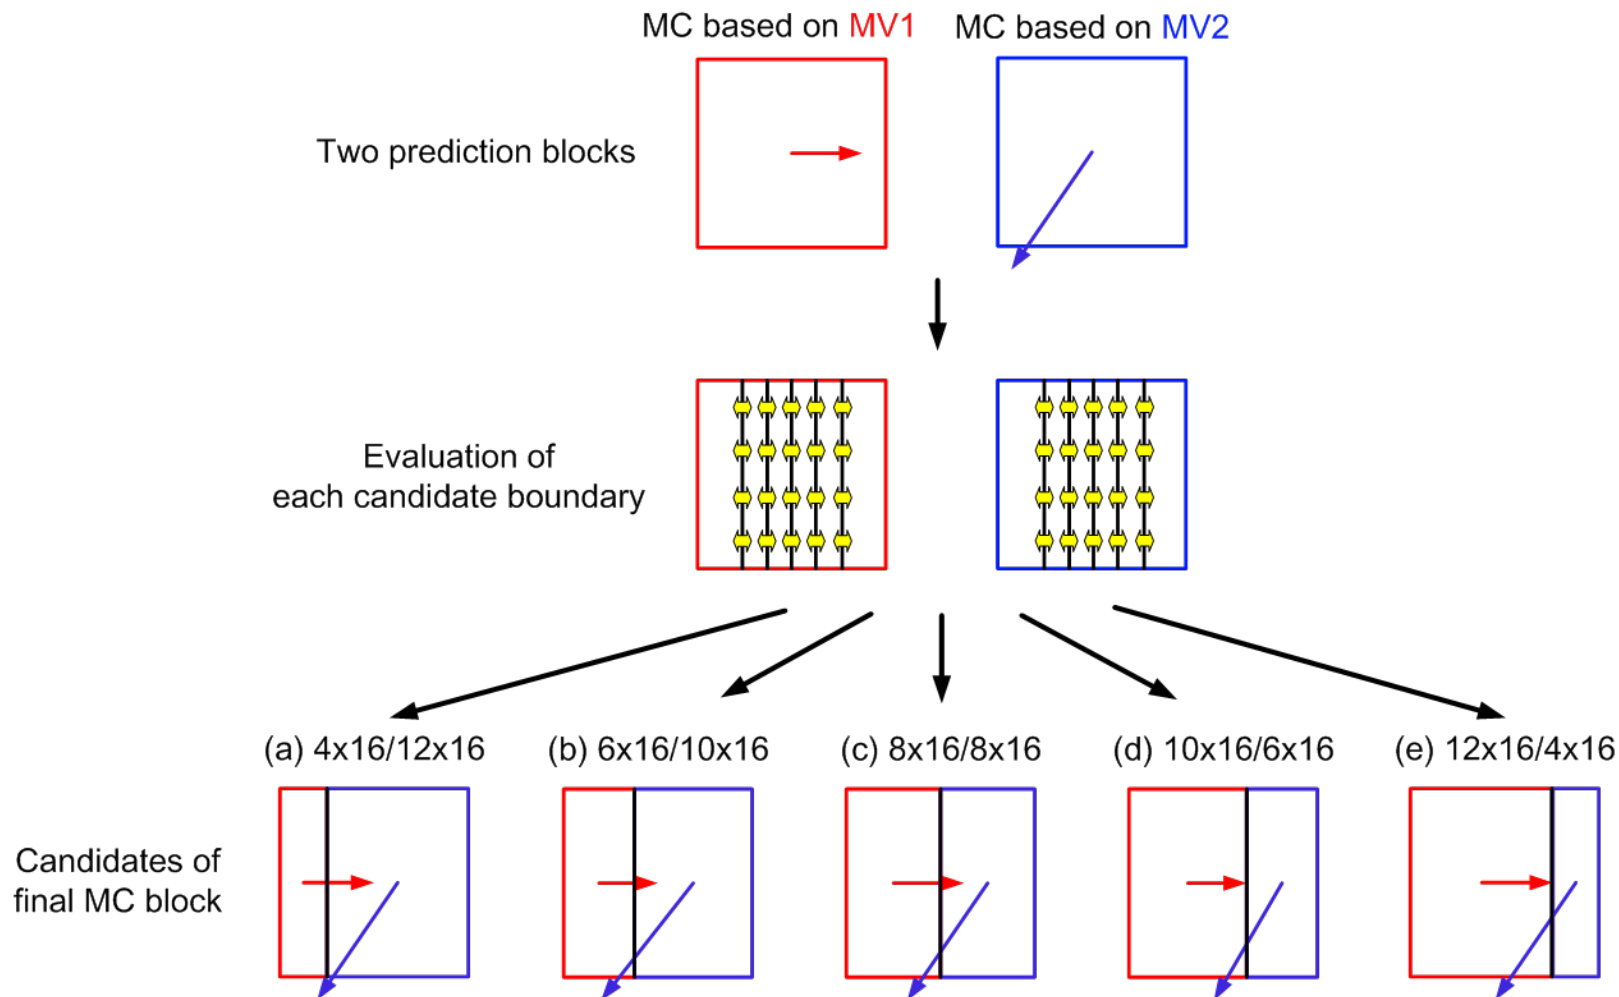 MC based on MV1
MC based on MV2
Two prediction blocks
Evaluation of
each candidate boundary
(a) 4x16/12x16
(b) 6x16/10x16
(c) 8x16/8x16
(d) 10x16/6x16
(e) 12x16/4x16
Candidates of
final MC block